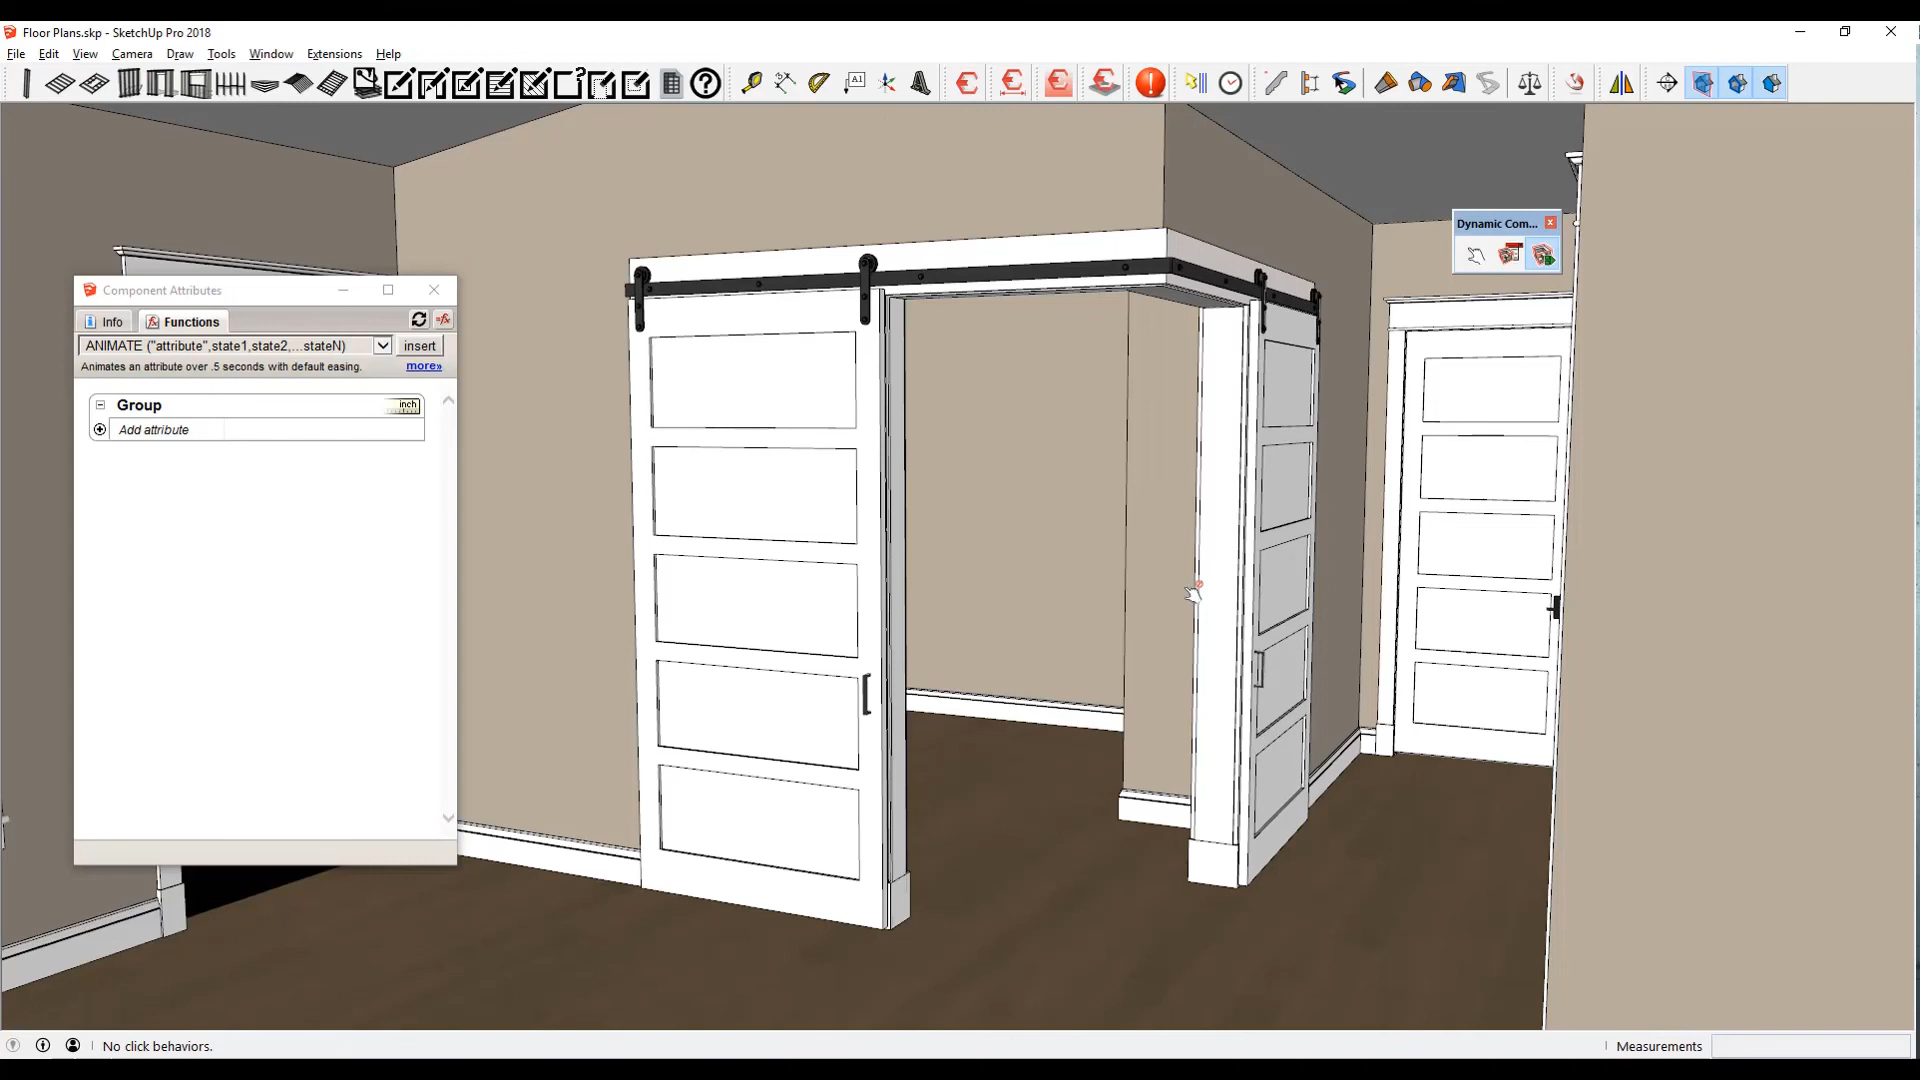 Floor Plans.skp - SketchUp Pro 2018
File Edit View Camera Draw Tools Window Extensions Help
A1
Dynamic Com...
Component Attributes
Info Functions
ANIMATE ("attribute",state1,state2,...stateN) insert
Animates an attribute over .5 seconds with default easing. more»
Group inch
Add attribute
No click behaviors.
Measurements